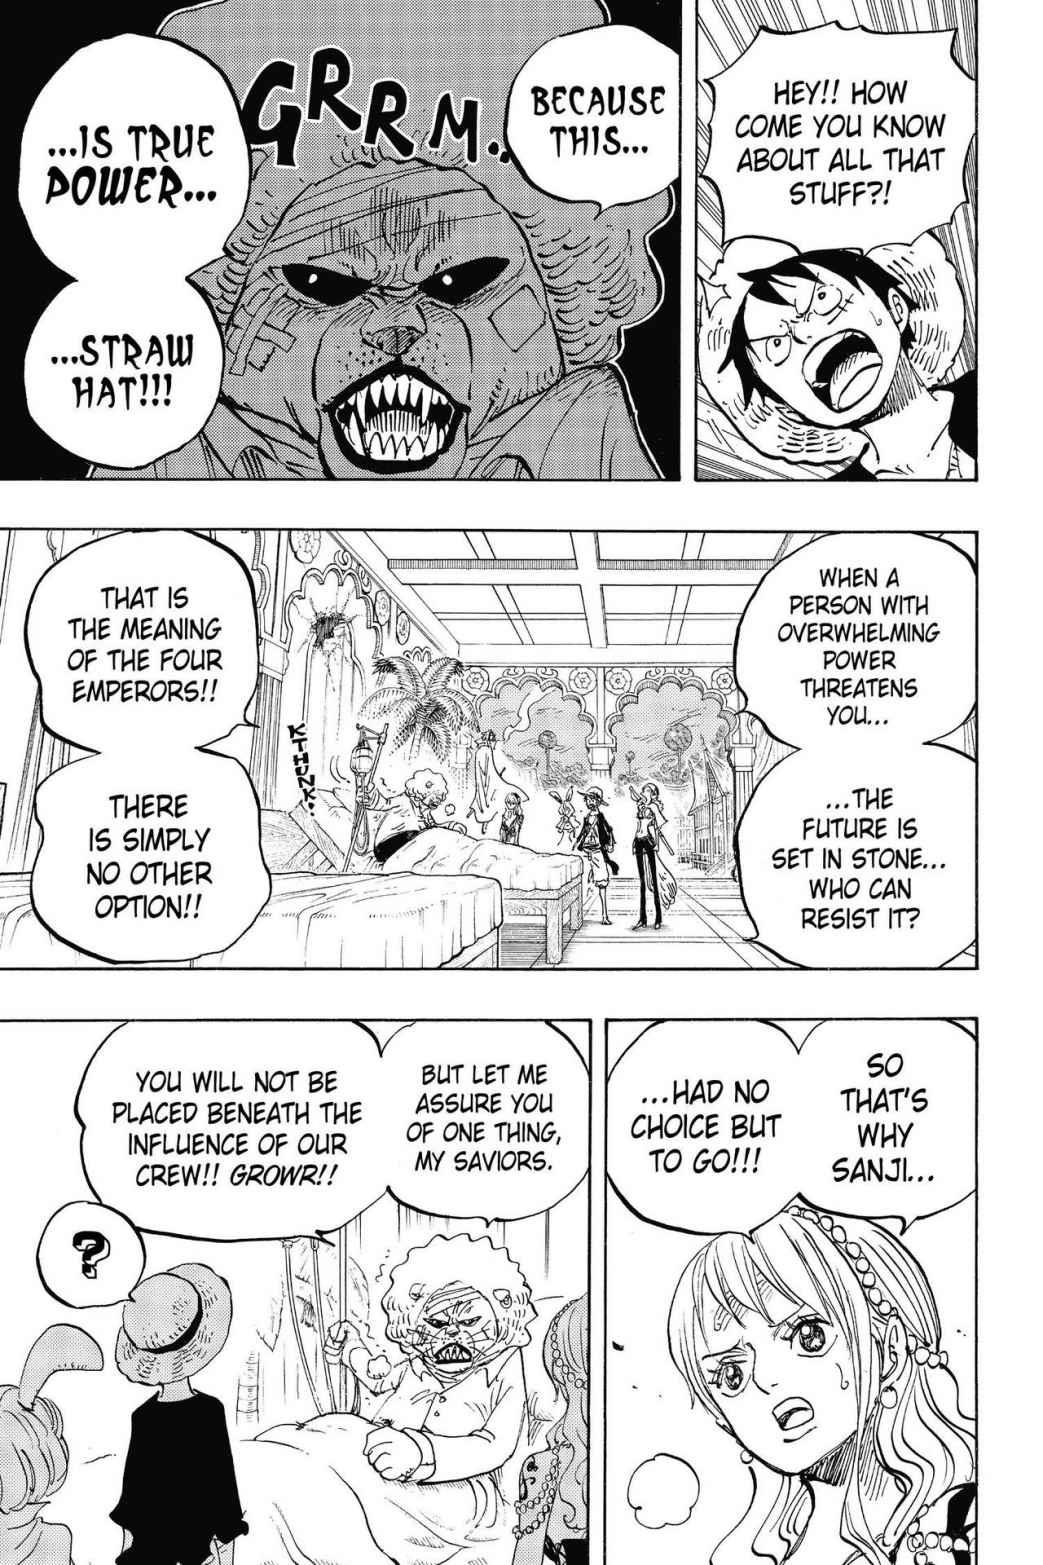 HEY!! HOW
COME YOU KNOW
ABOUT ALL THAT
STUFF?!
BECAUSE
THIS...
GRRM..
...IS TRUE
POWER...
...STRAW
HAT!!!
WHEN A
PERSON WITH
OVERWHELMING
POWER
THREATENS
YOU...
...THE
FUTURE IS
SET IN STONE...
WHO CAN
RESIST IT?
KTHUNK..
THAT IS
THE MEANING
OF THE FOUR
EMPERORS!!
THERE
IS SIMPLY
NO OTHER
OPTION!!
SO
THAT'S
WHY
SANJI...
...HAD NO
CHOICE BUT
TO GO!!!
BUT LET ME
ASSURE YOU
OF ONE THING,
MY SAVIORS.
YOU WILL NOT BE
PLACED BENEATH THE
INFLUENCE OF OUR
CREW!! GROWR!!
?